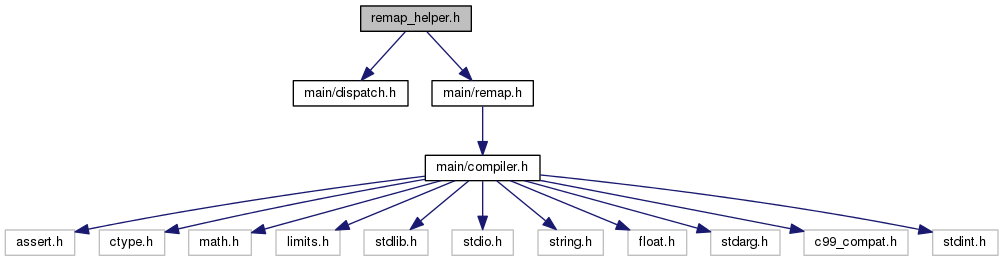 remap_helper.h
main/dispatch.h
main/remap.h
main/compiler.h
assert.h
ctype.h
math.h
limits.h
stdlib.h
stdio.h
string.h
float.h
stdarg.h
c99_compat.h
stdint.h